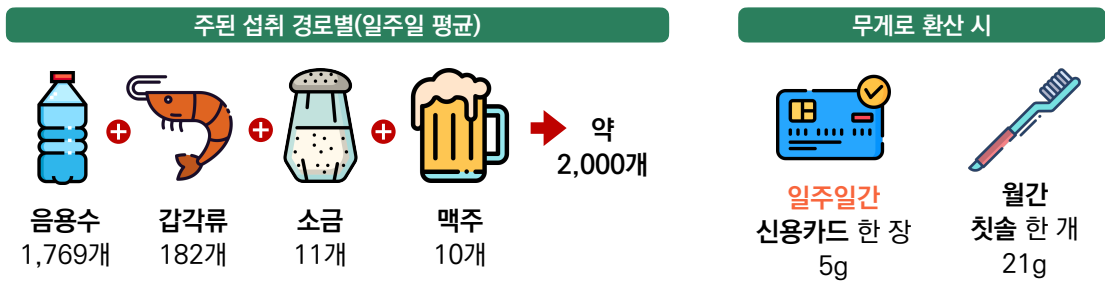 주된 섭취 경로별(일주일 평균)
음용수
1,769개
갑각류
182개
소금
11개
맥주
10개
약
2,000개
무게로 환산 시
일주일간
신용카드 한 장
5g
월간
칫솔 한 개
21g